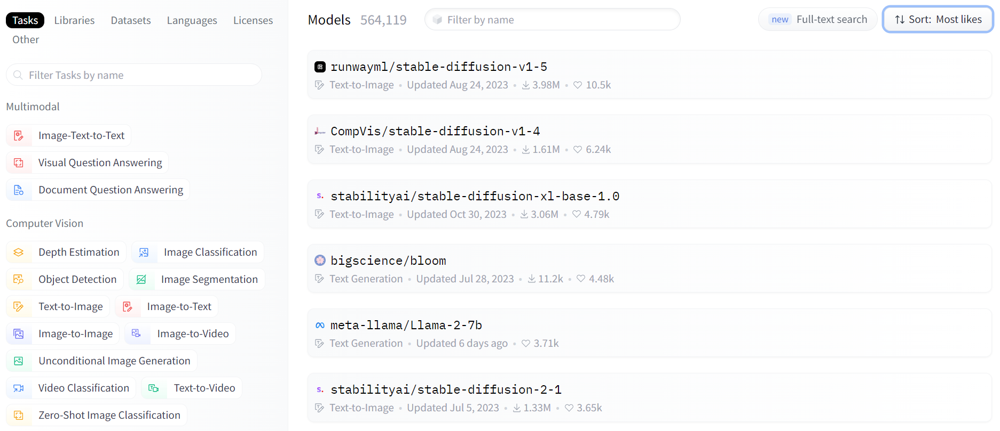 Tasks Libraries Datasets Languages Licenses
Other
Filter Tasks by name
Multimodal
Image-Text-to-Text
Visual Question Answering
Document Question Answering
Computer Vision
Depth Estimation Image Classification
Object Detection Image Segmentation
Text-to-Image Image-to-Text
Image-to-Image Image-to-Video
Unconditional Image Generation
Video Classification Text-to-Video
Zero-Shot Image Classification
Models 564,119 Filter by name new Full-text search Sort: Most likes
runwayml/stable-diffusion-v1-5
Text-to-Image • Updated Aug 24, 2023 • 3.98M • 10.5k
CompVis/stable-diffusion-v1-4
Text-to-Image • Updated Aug 24, 2023 • 1.61M • 6.24k
s. stabilityai/stable-diffusion-xl-base-1.0
Text-to-Image • Updated Oct 30, 2023 • 3.06M • 4.79k
bigscience/bloom
Text Generation • Updated Jul 28, 2023 • 11.2k • 4.48k
meta-llama/Llama-2-7b
Text Generation • Updated 6 days ago • 3.71k
s. stabilityai/stable-diffusion-2-1
Text-to-Image • Updated Jul 5, 2023 • 1.33M • 3.65k